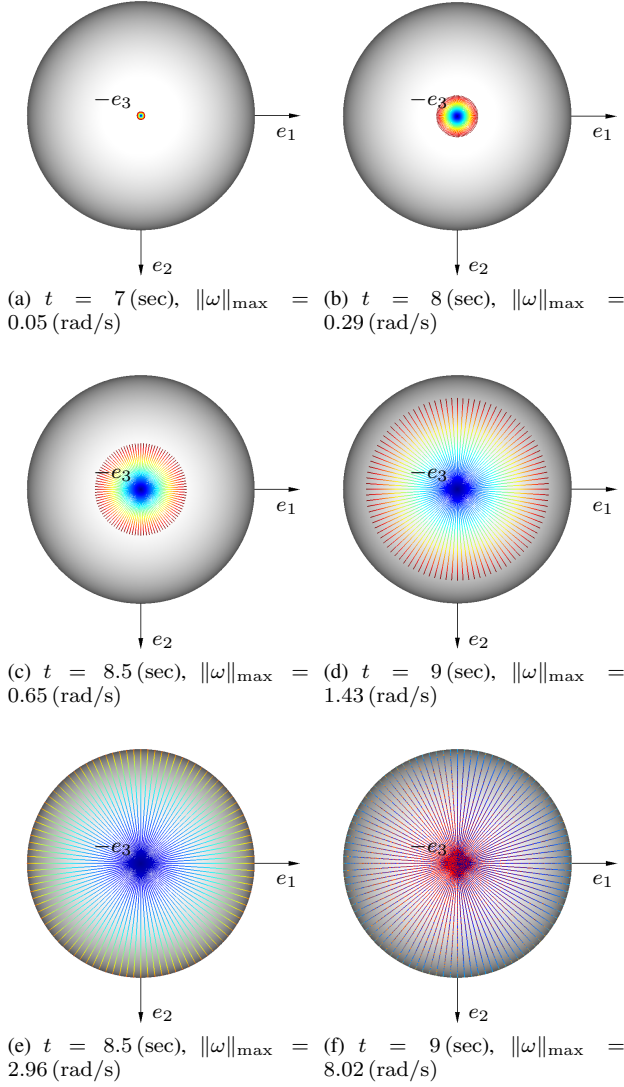 −e₃
e₁
e₂
(a) t = 7 (sec), ‖ω‖max = 0.05 (rad/s)
−e₃
e₁
e₂
(b) t = 8 (sec), ‖ω‖max = 0.29 (rad/s)
−e₃
e₁
e₂
(c) t = 8.5 (sec), ‖ω‖max = 0.65 (rad/s)
−e₃
e₁
e₂
(d) t = 9 (sec), ‖ω‖max = 1.43 (rad/s)
−e₃
e₁
e₂
(e) t = 8.5 (sec), ‖ω‖max = 2.96 (rad/s)
−e₃
e₁
e₂
(f) t = 9 (sec), ‖ω‖max = 8.02 (rad/s)